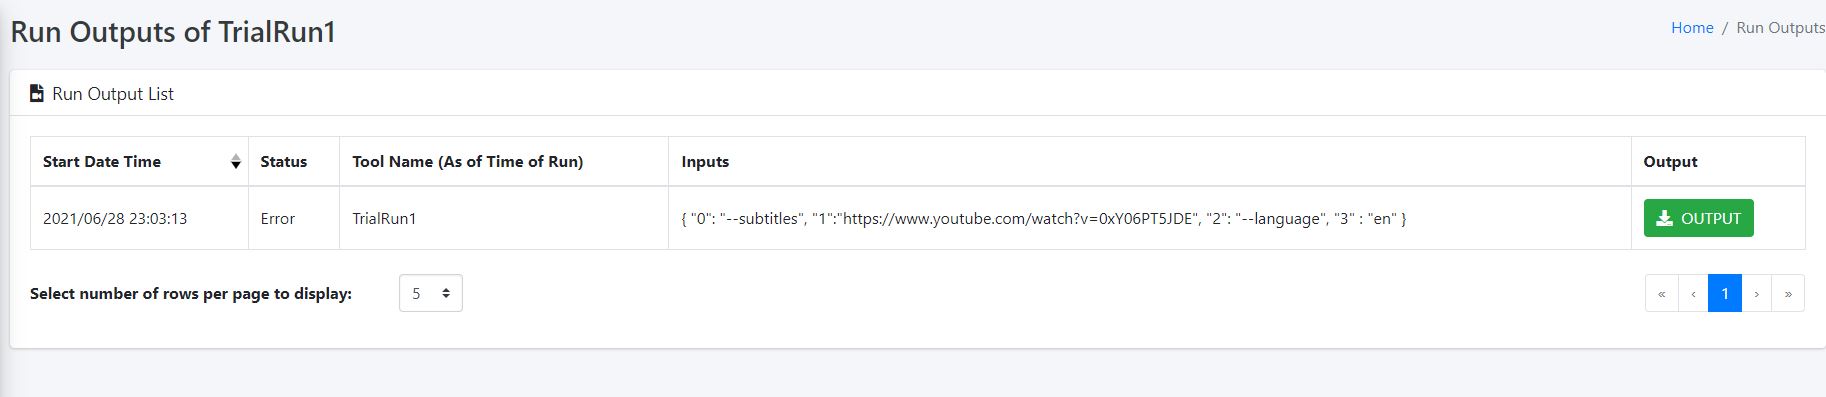 Run Outputs of TrialRun1
Home / Run Outputs
Run Output List
Start Date Time Status Tool Name (As of Time of Run) Inputs Output
2021/06/28 23:03:13 Error TrialRun1 { "0": "--subtitles", "1":"https://www.youtube.com/watch?v=0xY06PT5JDE", "2": "--language", "3" : "en" } OUTPUT
Select number of rows per page to display: 5 « ‹ 1 › »